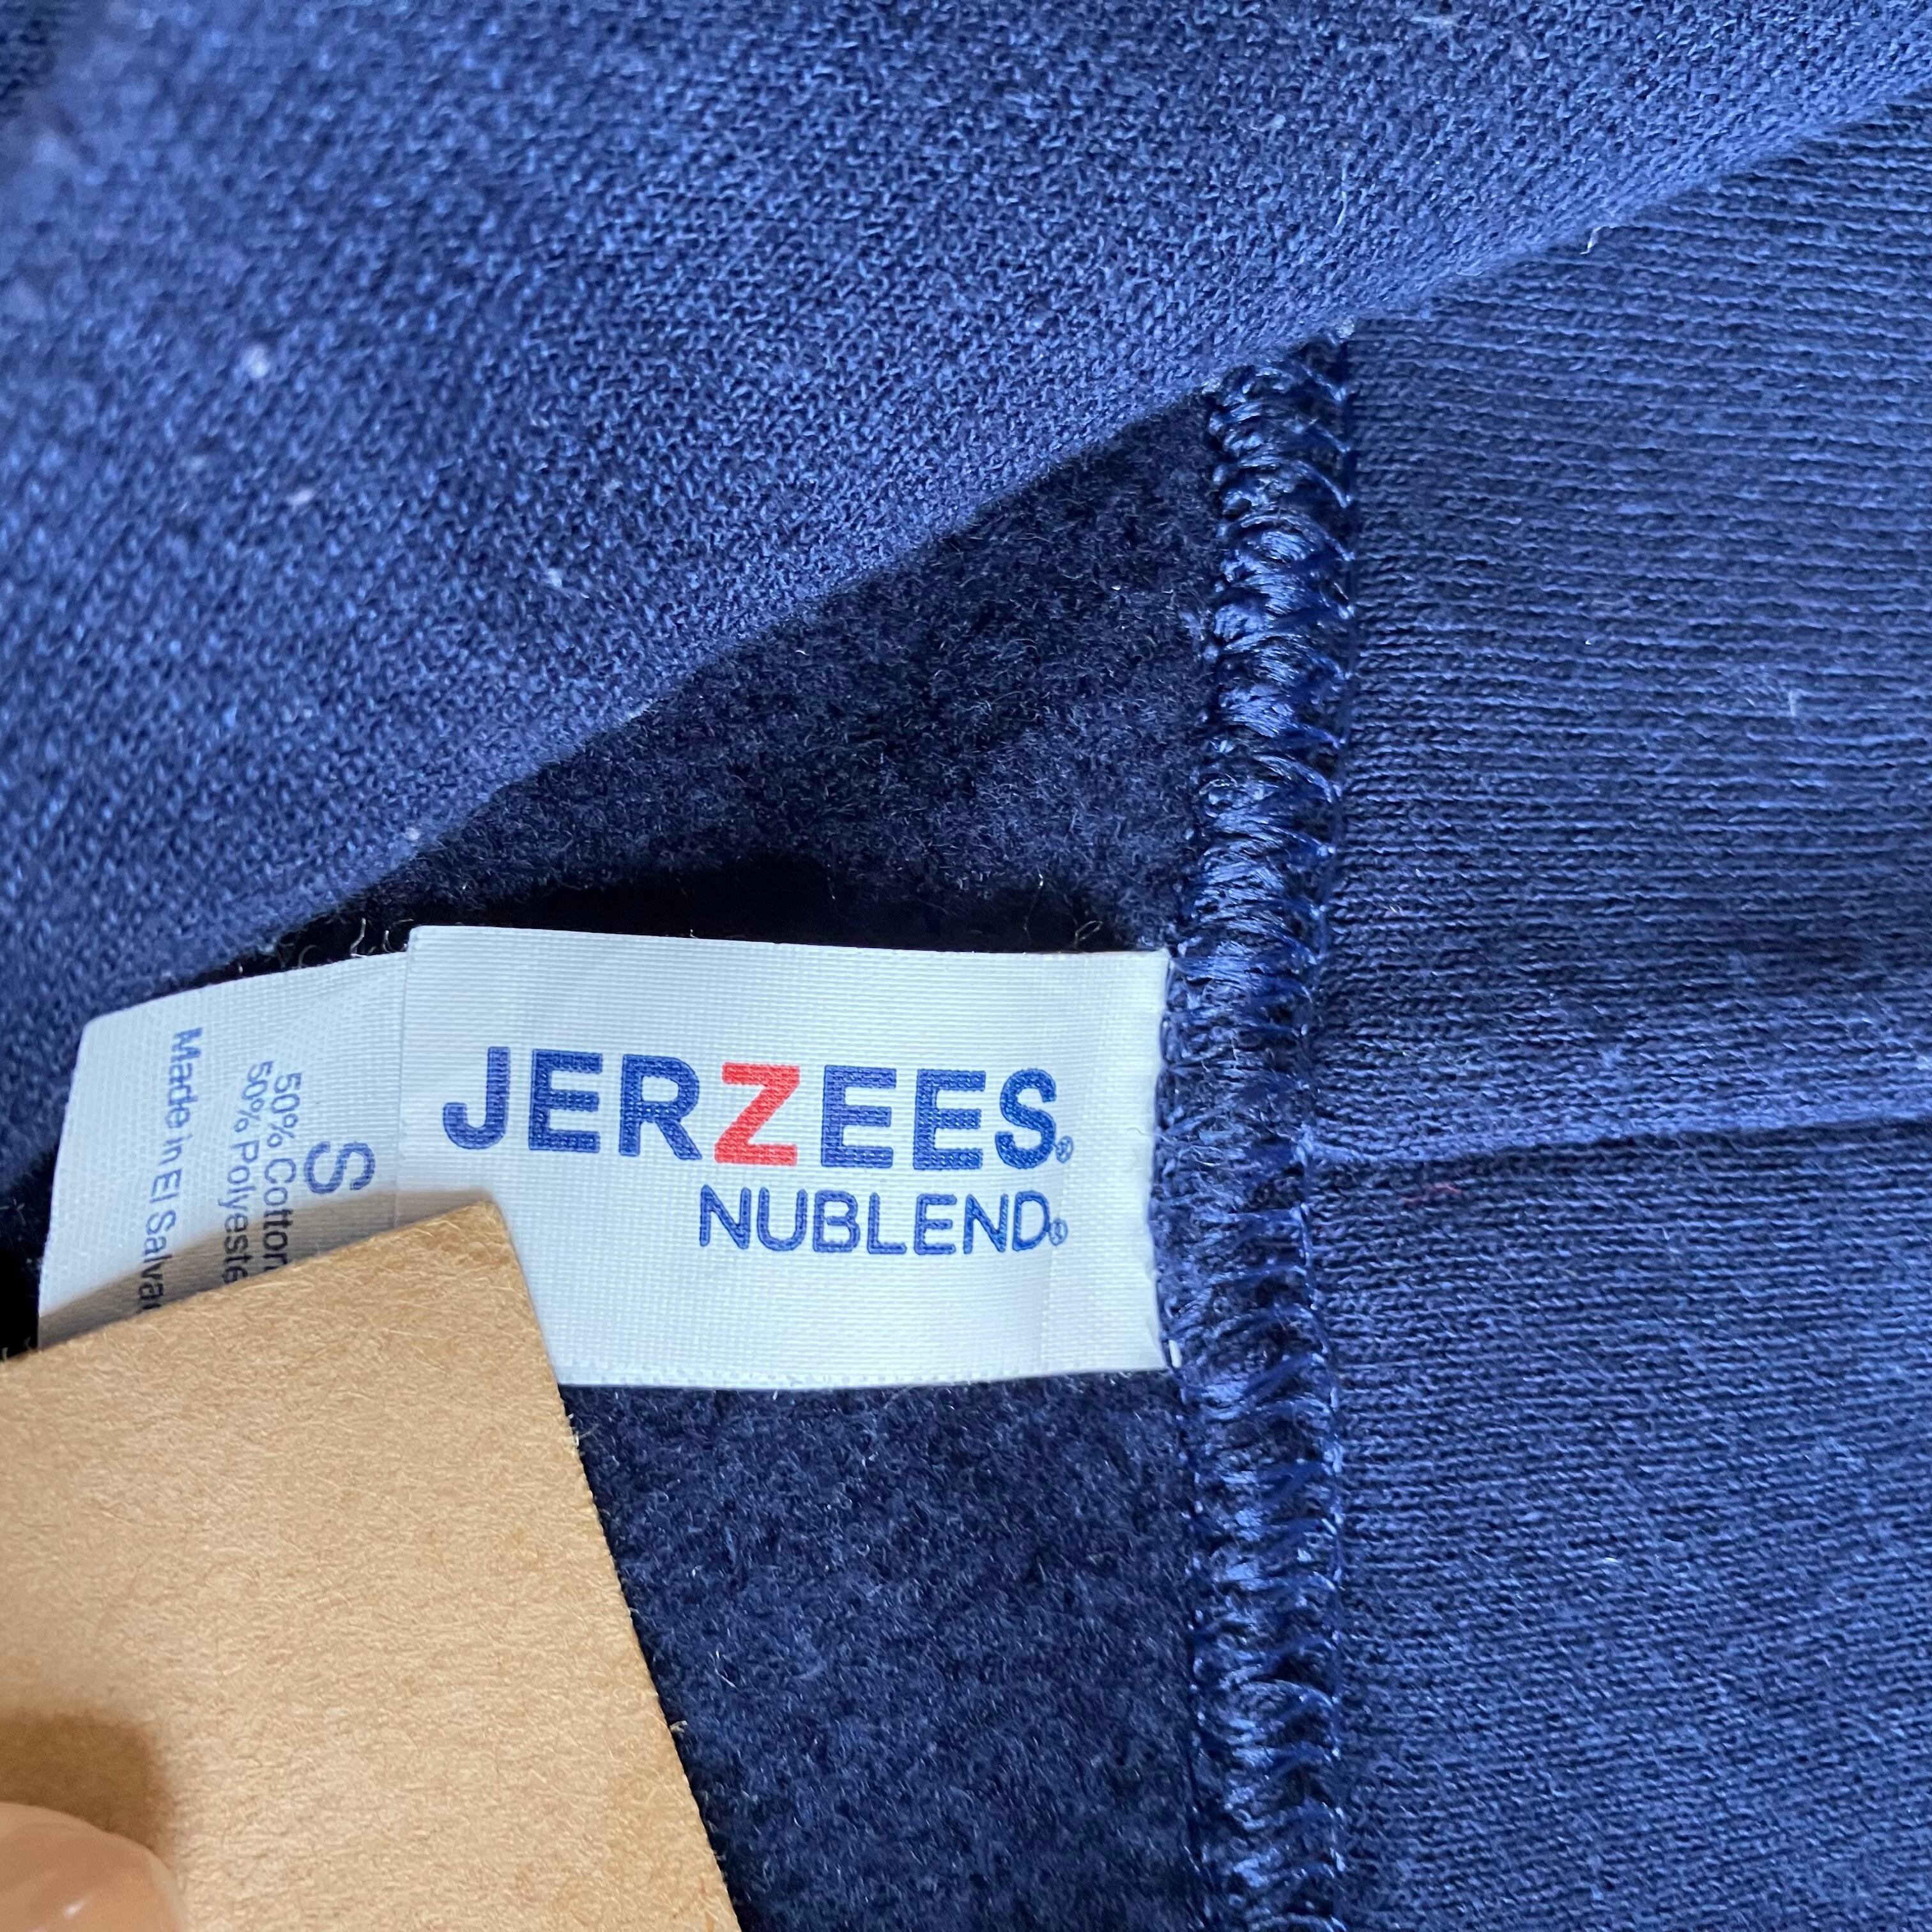 JERZEES®
NUBLEND®
S
50% Cotton
50% Polyeste
Made in El Salva